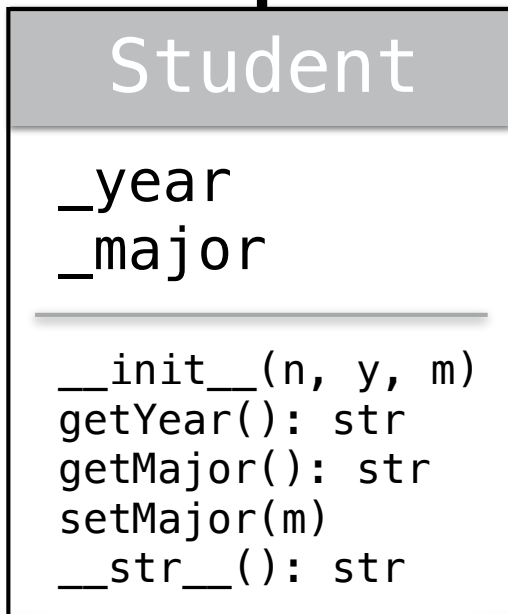 Student
_year
_major
__init__(n, y, m)
getYear(): str
getMajor(): str
setMajor(m)
__str__(): str